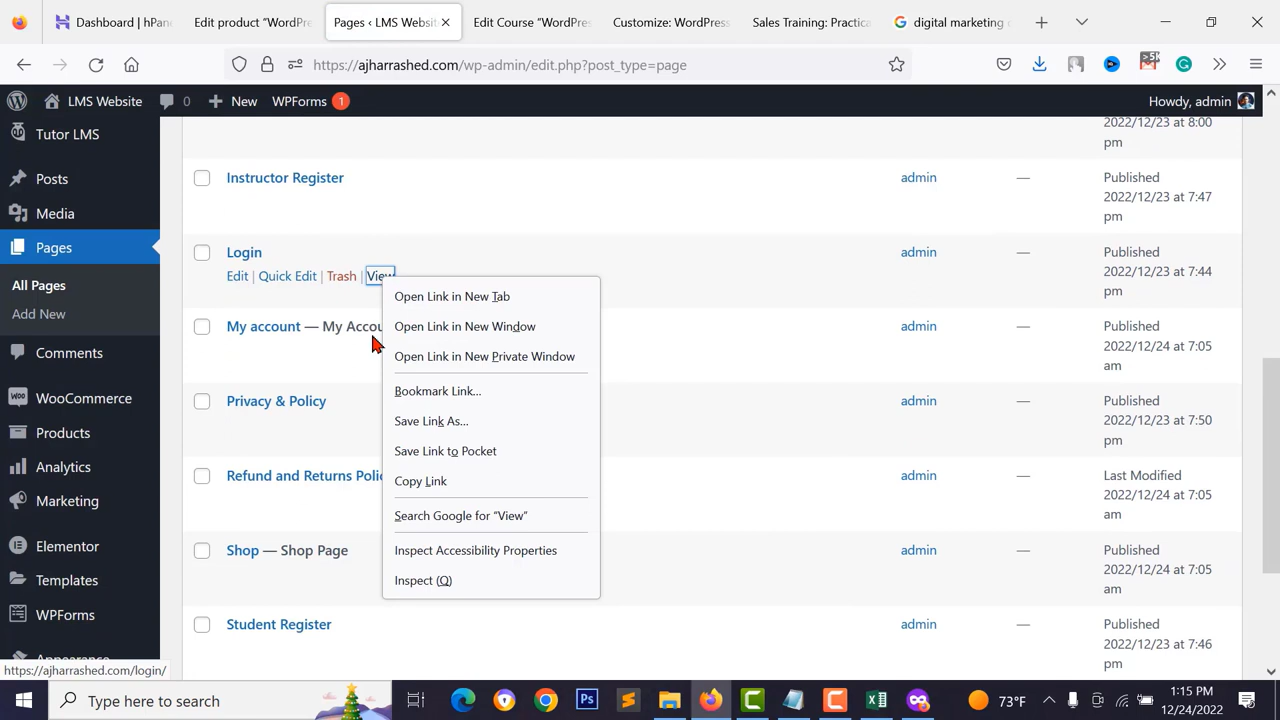 Dashboard | hPan
Edit product “WordPr
Pages ‹ LMS Website
Edit Course “WordPres
Customize: WordPress
Sales Training: Practica
digital marketing
https://ajharrashed.com/wp-admin/edit.php?post_type=page
>5K
LMS Website
0
New
WPForms 1
Howdy, admin
Tutor LMS
Posts
Media
Pages
All Pages
Add New
Comments
WooCommerce
Products
Analytics
Marketing
Elementor
Templates
WPForms
Appearance
2022/12/23 at 8:00
pm
Instructor Register
admin
—
Published
2022/12/23 at 7:47
pm
Login
Edit | Quick Edit | Trash | View
admin
—
Published
2022/12/23 at 7:44
pm
My account — My Accou
admin
—
Published
2022/12/24 at 7:05
am
Privacy & Policy
admin
—
Published
2022/12/23 at 7:50
pm
Refund and Returns Polic
admin
—
Last Modified
2022/12/24 at 7:05
am
Shop — Shop Page
admin
—
Published
2022/12/24 at 7:05
am
Student Register
admin
—
Published
2022/12/23 at 7:46
pm
Open Link in New Tab
Open Link in New Window
Open Link in New Private Window
Bookmark Link...
Save Link As...
Save Link to Pocket
Copy Link
Search Google for “View”
Inspect Accessibility Properties
Inspect (Q)
https://ajharrashed.com/login/
Type here to search
Ps
73°F
1:15 PM
12/24/2022